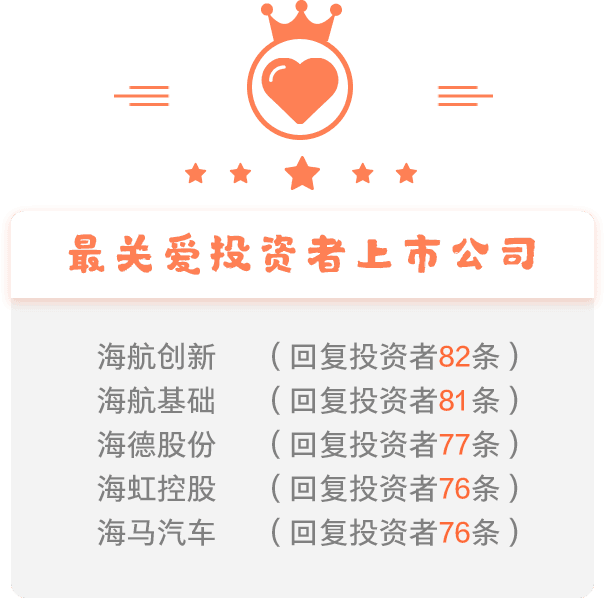 最关爱投资者上市公司
海航创新 （回复投资者82条）
海航基础 （回复投资者81条）
海德股份 （回复投资者77条）
海虹控股 （回复投资者76条）
海马汽车 （回复投资者76条）